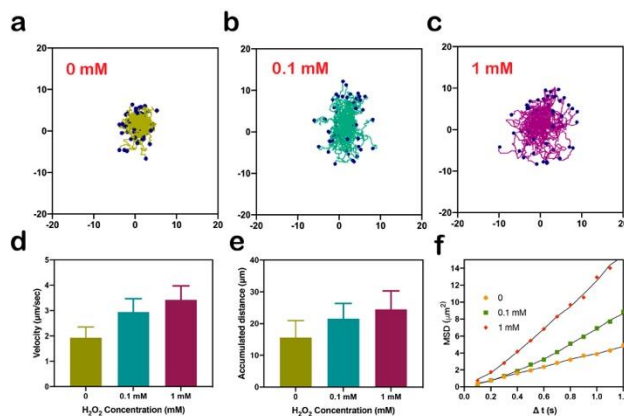 a
b
c
0 mM
0.1 mM
1 mM
20
10
0
-10
-20
-20 -10 0 10 20
20
10
0
-10
-20
-20 -10 0 10 20
20
10
0
-10
-20
-20 -10 0 10 20
d
e
f
Velocity (µm/sec)
5
4
3
2
1
0
0 0.1 mM 1 mM
H₂O₂ Concentration (mM)
Accumulated distance (µm)
40
30
20
10
0
0 0.1 mM 1 mM
H₂O₂ Concentration (mM)
MSD (µm²)
14
12
10
8
6
4
2
0
0
0.1 mM
1 mM
0.0 0.2 0.4 0.6 0.8 1.0 1.2
Δ t (s)